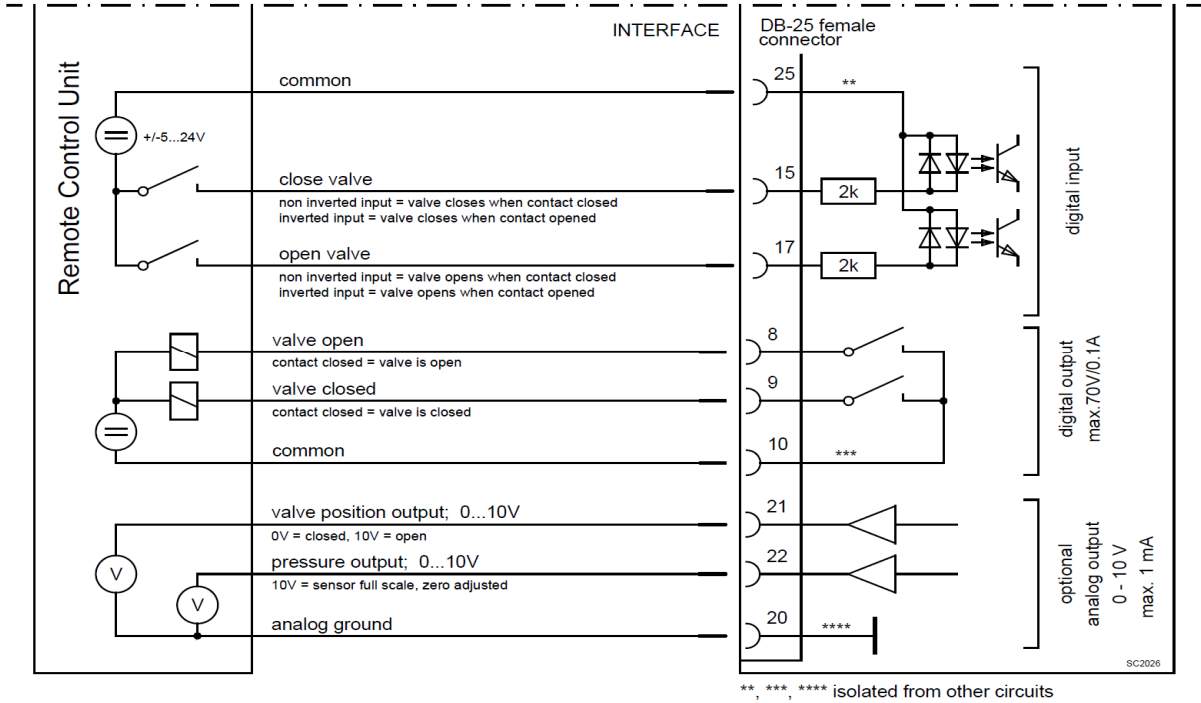 INTERFACE
DB-25 female
connector
Remote Control Unit
common
25
**
+/-5...24V
close valve
15
2k
non inverted input = valve closes when contact closed
inverted input = valve closes when contact opened
open valve
17
2k
non inverted input = valve opens when contact closed
inverted input = valve opens when contact opened
digital input
valve open
8
contact closed = valve is open
valve closed
9
contact closed = valve is closed
common
10
***
digital output
max.70V/0.1A
valve position output; 0...10V
21
0V = closed, 10V = open
pressure output; 0...10V
22
10V = sensor full scale, zero adjusted
V
V
analog ground
20
****
optional
analog output
0 - 10 V
max. 1 mA
SC2026
**, ***, **** isolated from other circuits